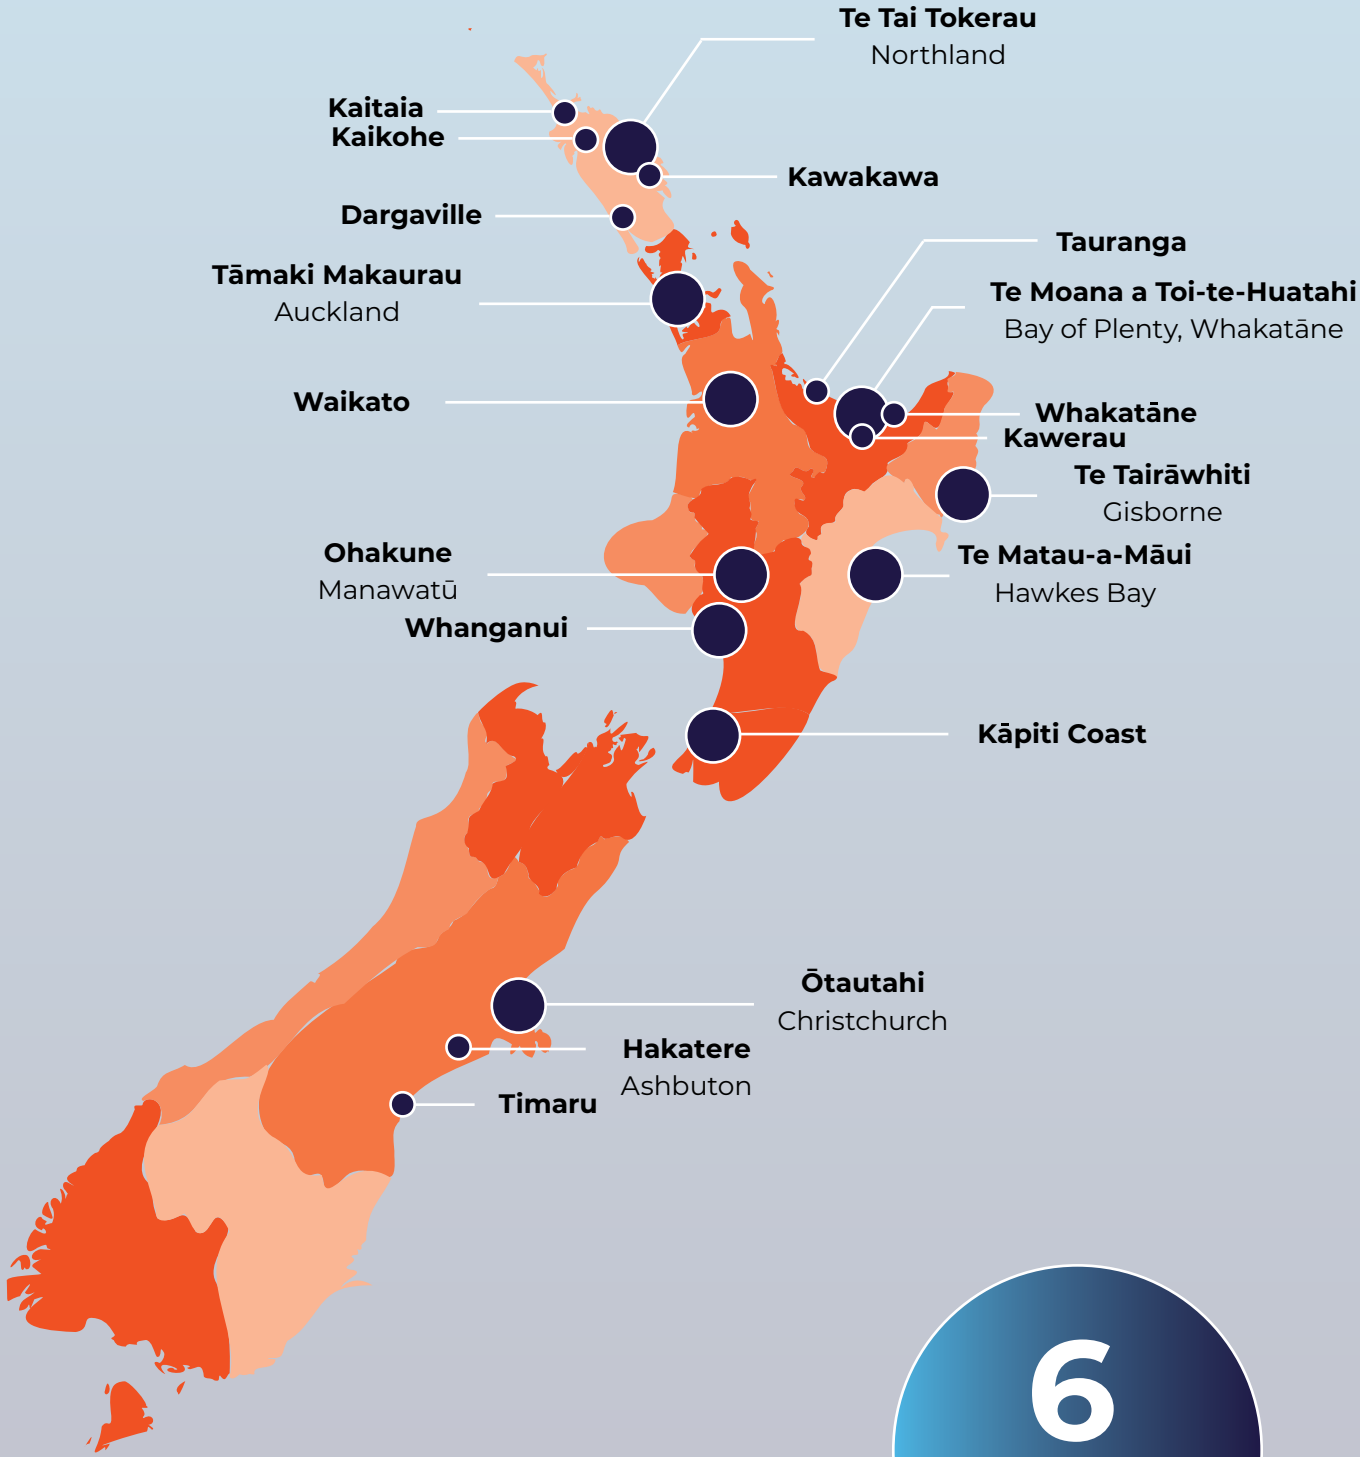 Te Tai Tokerau
Northland
Kaitaia
Kaikohe
Kawakawa
Dargaville
Tauranga
Tāmaki Makaurau
Auckland
Te Moana a Toi-te-Huatahi
Bay of Plenty, Whakatāne
Waikato
Whakatāne
Kawerau
Te Tairāwhiti
Gisborne
Ohakune
Manawatū
Te Matau-a-Māui
Hawkes Bay
Whanganui
Kāpiti Coast
Ōtautahi
Christchurch
Hakatere
Ashbuton
Timaru
6